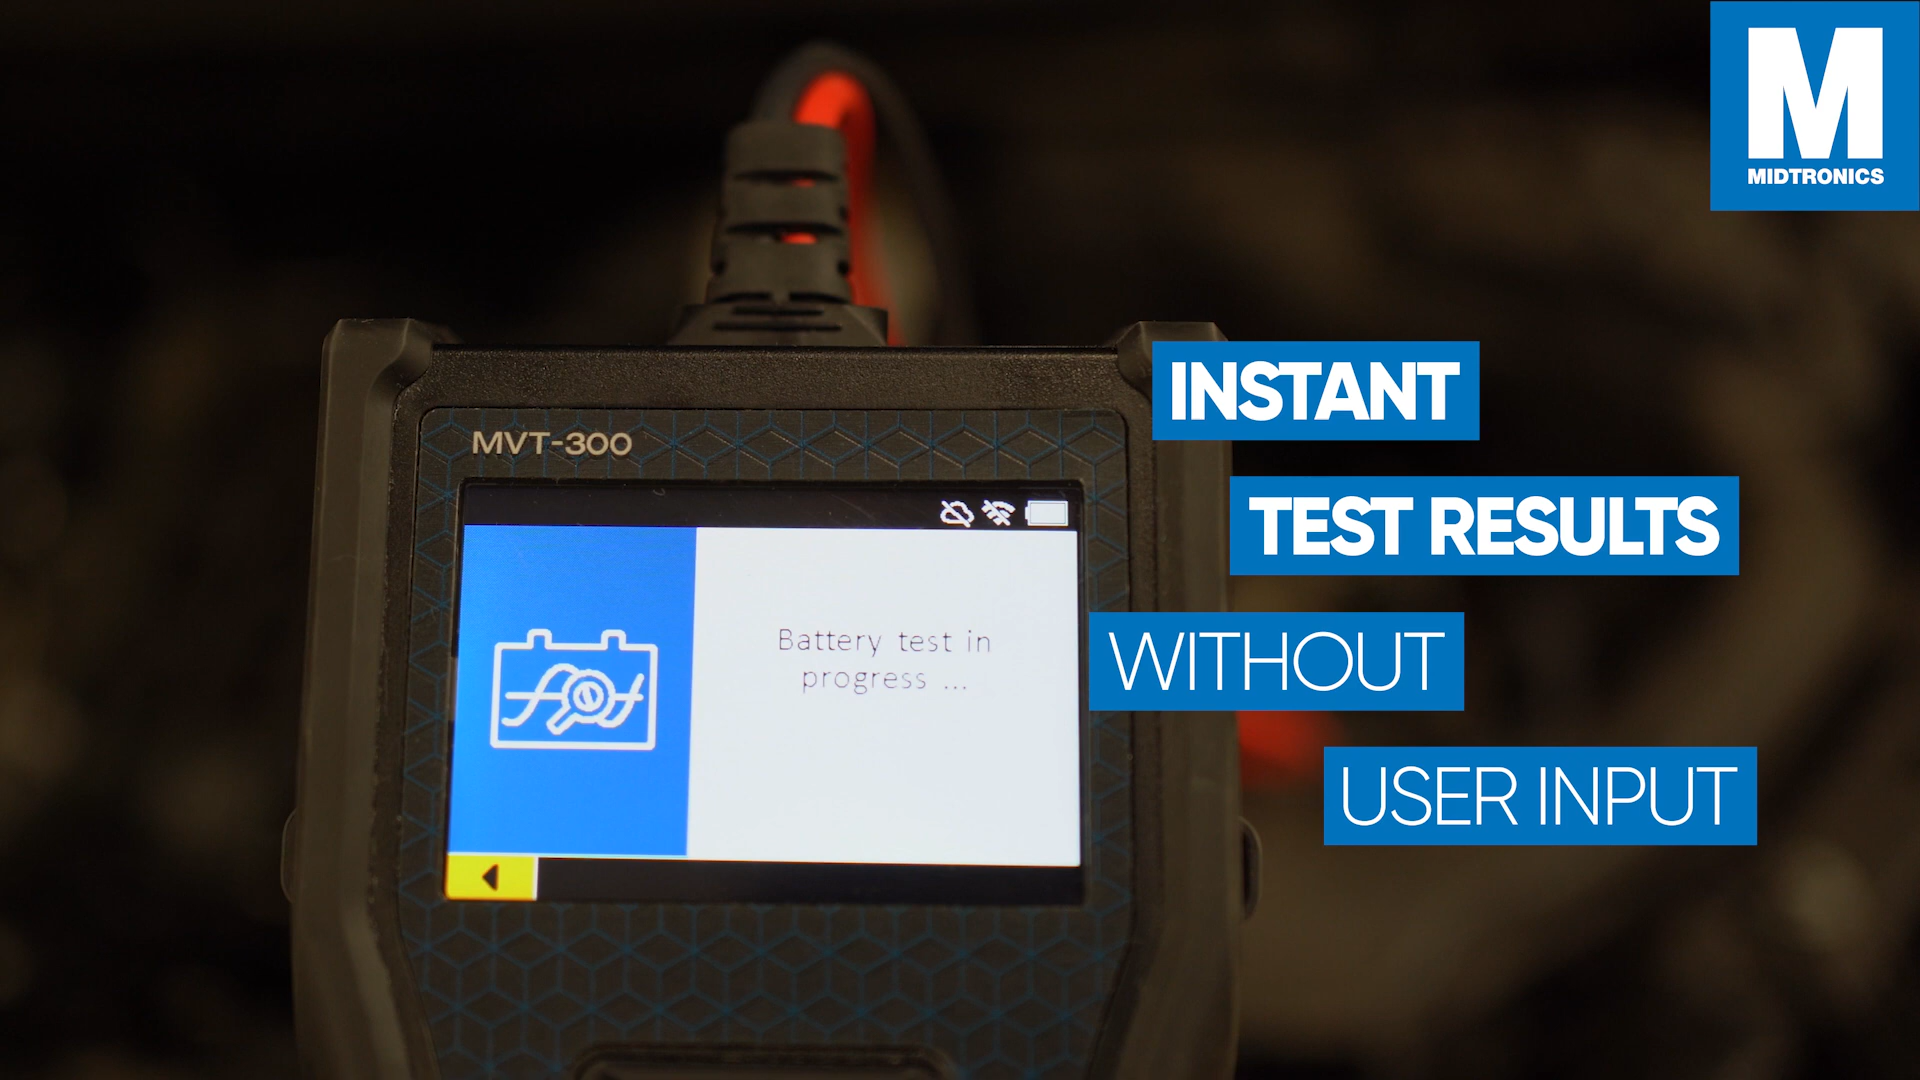 M
MIDTRONICS
INSTANT
MVT-300
TEST RESULTS
Battery test in
progress ...
WITHOUT
USER INPUT